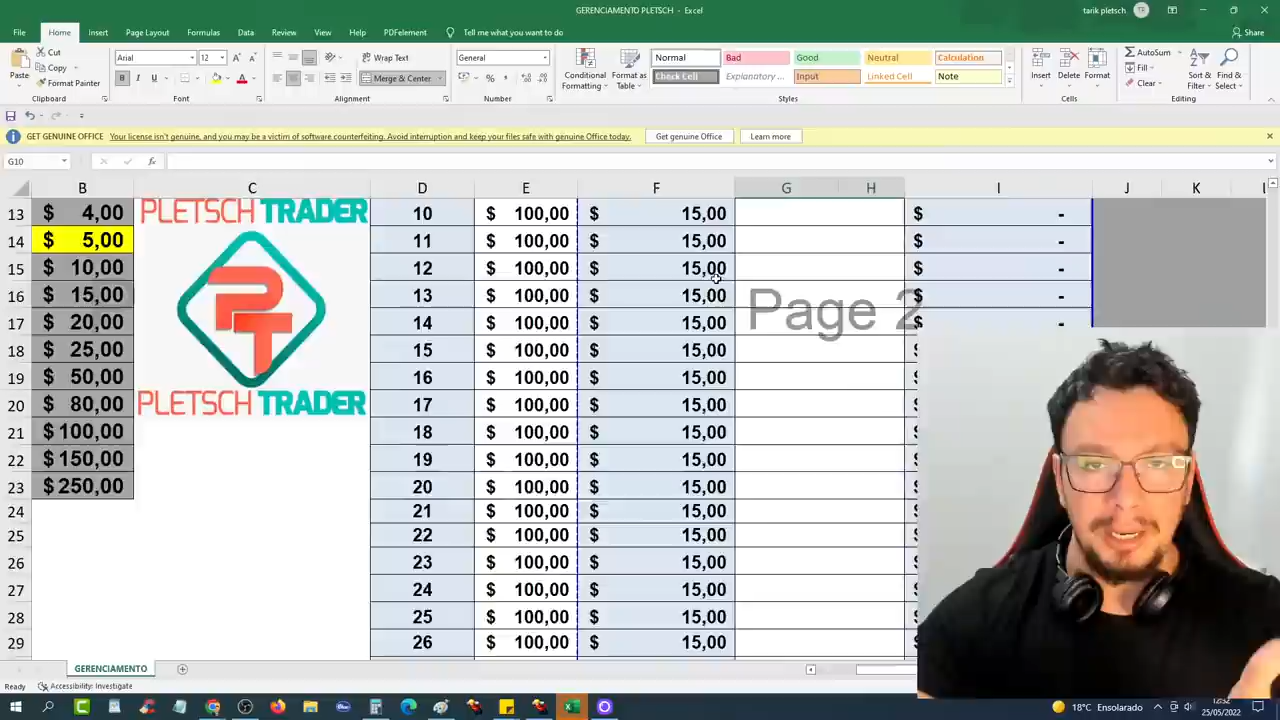 GERENCIAMENTO PLETSCH - Excel
tarik pletsch TP
File Home Insert Page Layout Formulas Data Review View Help PDFelement Tell me what you want to do Share
Cut
Copy
Format Painter
Paste
Clipboard
Arial 12
B I U
Font
Wrap Text
Merge & Center
Alignment
General
Number
Conditional Formatting
Format as Table
Normal Bad Good Neutral Calculation
Check Cell Explanatory ... Input Linked Cell Note
Styles
Insert Delete Format
Cells
AutoSum
Fill
Clear
Sort & Filter
Find & Select
Editing
GET GENUINE OFFICE Your license isn't genuine, and you may be a victim of software counterfeiting. Avoid interruption and keep your files safe with genuine Office today. Get genuine Office Learn more
G10 fx
B C D E F G H I J K L
13 $ 4,00 PLETSCH TRADER 10 $ 100,00 $ 15,00 $ -
14 $ 5,00 11 $ 100,00 $ 15,00 $ -
15 $ 10,00 12 $ 100,00 $ 15,00 $ -
16 $ 15,00 13 $ 100,00 $ 15,00 $ -
Page 2
17 $ 20,00 14 $ 100,00 $ 15,00 $ -
18 $ 25,00 15 $ 100,00 $ 15,00 $
19 $ 50,00 16 $ 100,00 $ 15,00 $
20 $ 80,00 PLETSCH TRADER 17 $ 100,00 $ 15,00 $
21 $ 100,00 18 $ 100,00 $ 15,00 $
22 $ 150,00 19 $ 100,00 $ 15,00 $
23 $ 250,00 20 $ 100,00 $ 15,00 $
24 21 $ 100,00 $ 15,00 $
25 22 $ 100,00 $ 15,00 $
26 23 $ 100,00 $ 15,00 $
27 24 $ 100,00 $ 15,00 $
28 25 $ 100,00 $ 15,00 $
29 26 $ 100,00 $ 15,00 $
GERENCIAMENTO
Ready Accessibility: Investigate
18°C Ensolarado
12:52
25/05/2022